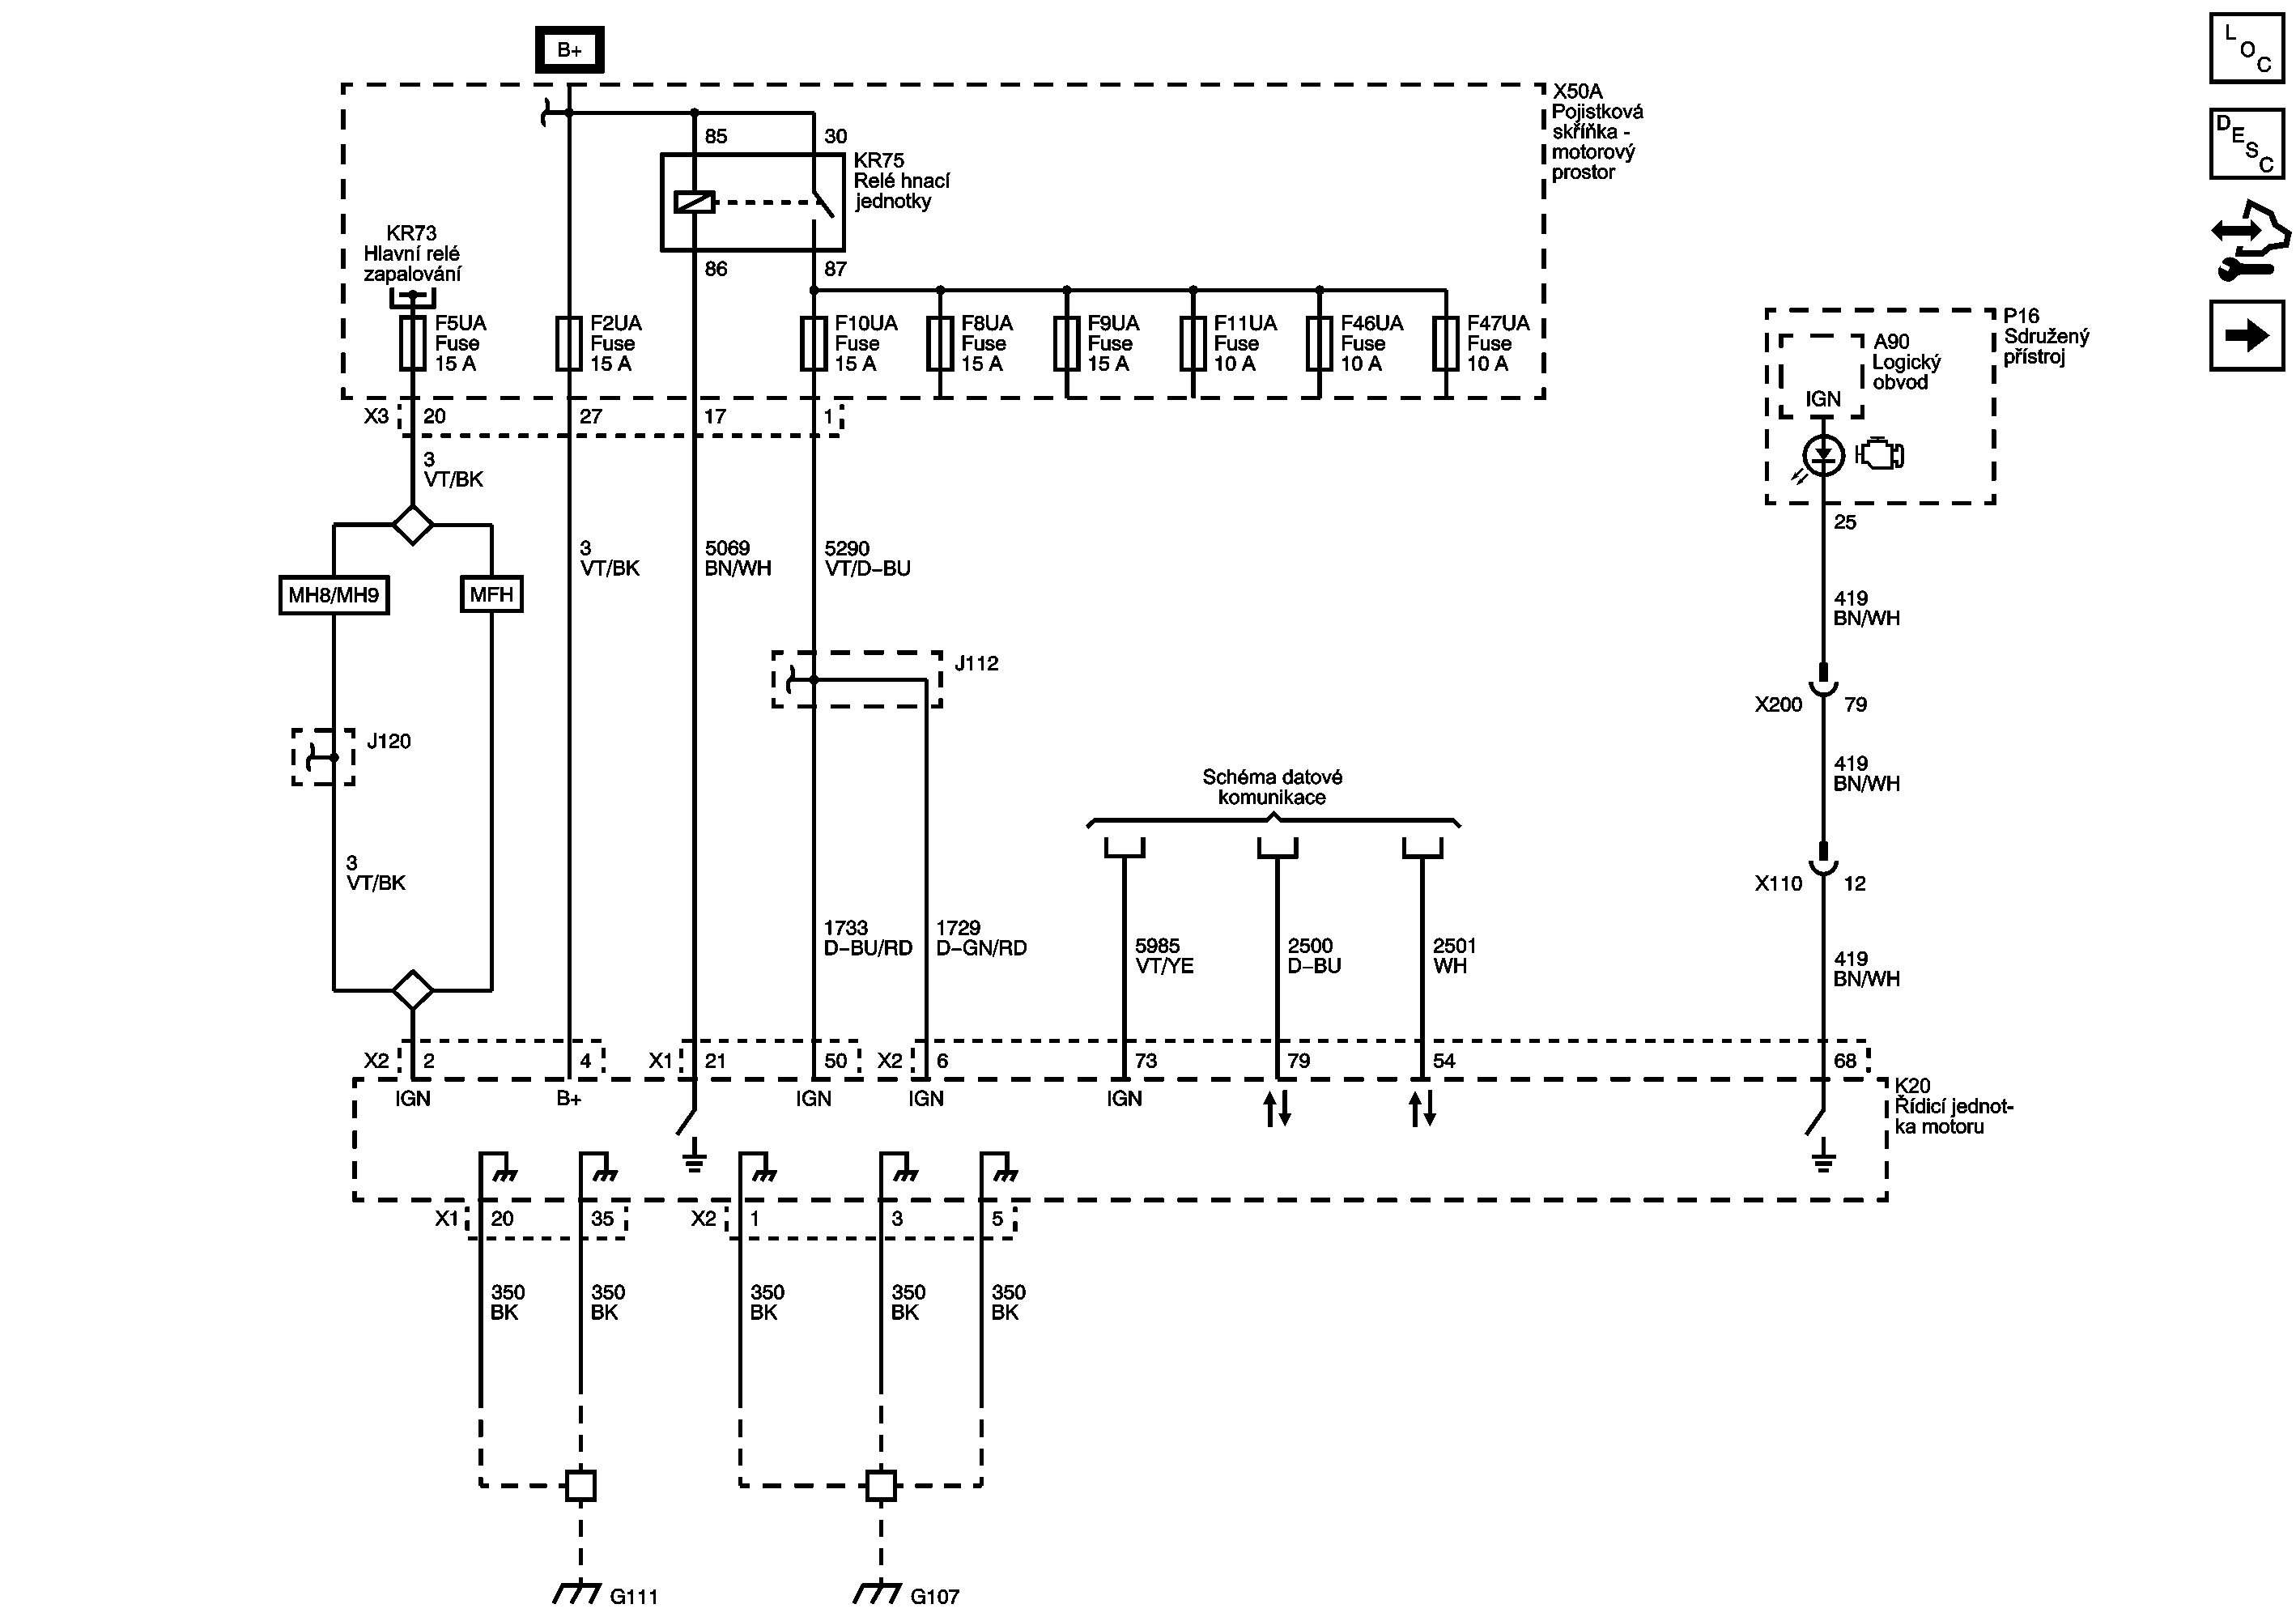 B+
L
O
C
D
E
S
C
X50A
Pojistková
skříňka -
motorový
prostor
85
30
KR75
Relé hnací
jednotky
86
87
KR73
Hlavní relé
zapalování
F5UA
Fuse
15 A
F2UA
Fuse
15 A
F10UA
Fuse
15 A
F8UA
Fuse
15 A
F9UA
Fuse
15 A
F11UA
Fuse
10 A
F46UA
Fuse
10 A
F47UA
Fuse
10 A
P16
Sdružený
přístroj
A90
Logický
obvod
IGN
X3
20
27
17
1
3
VT/BK
25
3
VT/BK
5069
BN/WH
5290
VT/D–BU
MH8/MH9
MFH
419
BN/WH
J112
X200
79
J120
419
BN/WH
Schéma datové
komunikace
3
VT/BK
X110
12
1733
D–BU/RD
1729
D–GN/RD
5985
VT/YE
2500
D–BU
2501
WH
419
BN/WH
X2
2
4
X1
21
50
X2
6
73
79
54
68
IGN
B+
IGN
IGN
IGN
K20
Řídicí jednot-
ka motoru
X1
20
35
X2
1
3
5
350
BK
350
BK
350
BK
350
BK
350
BK
G111
G107